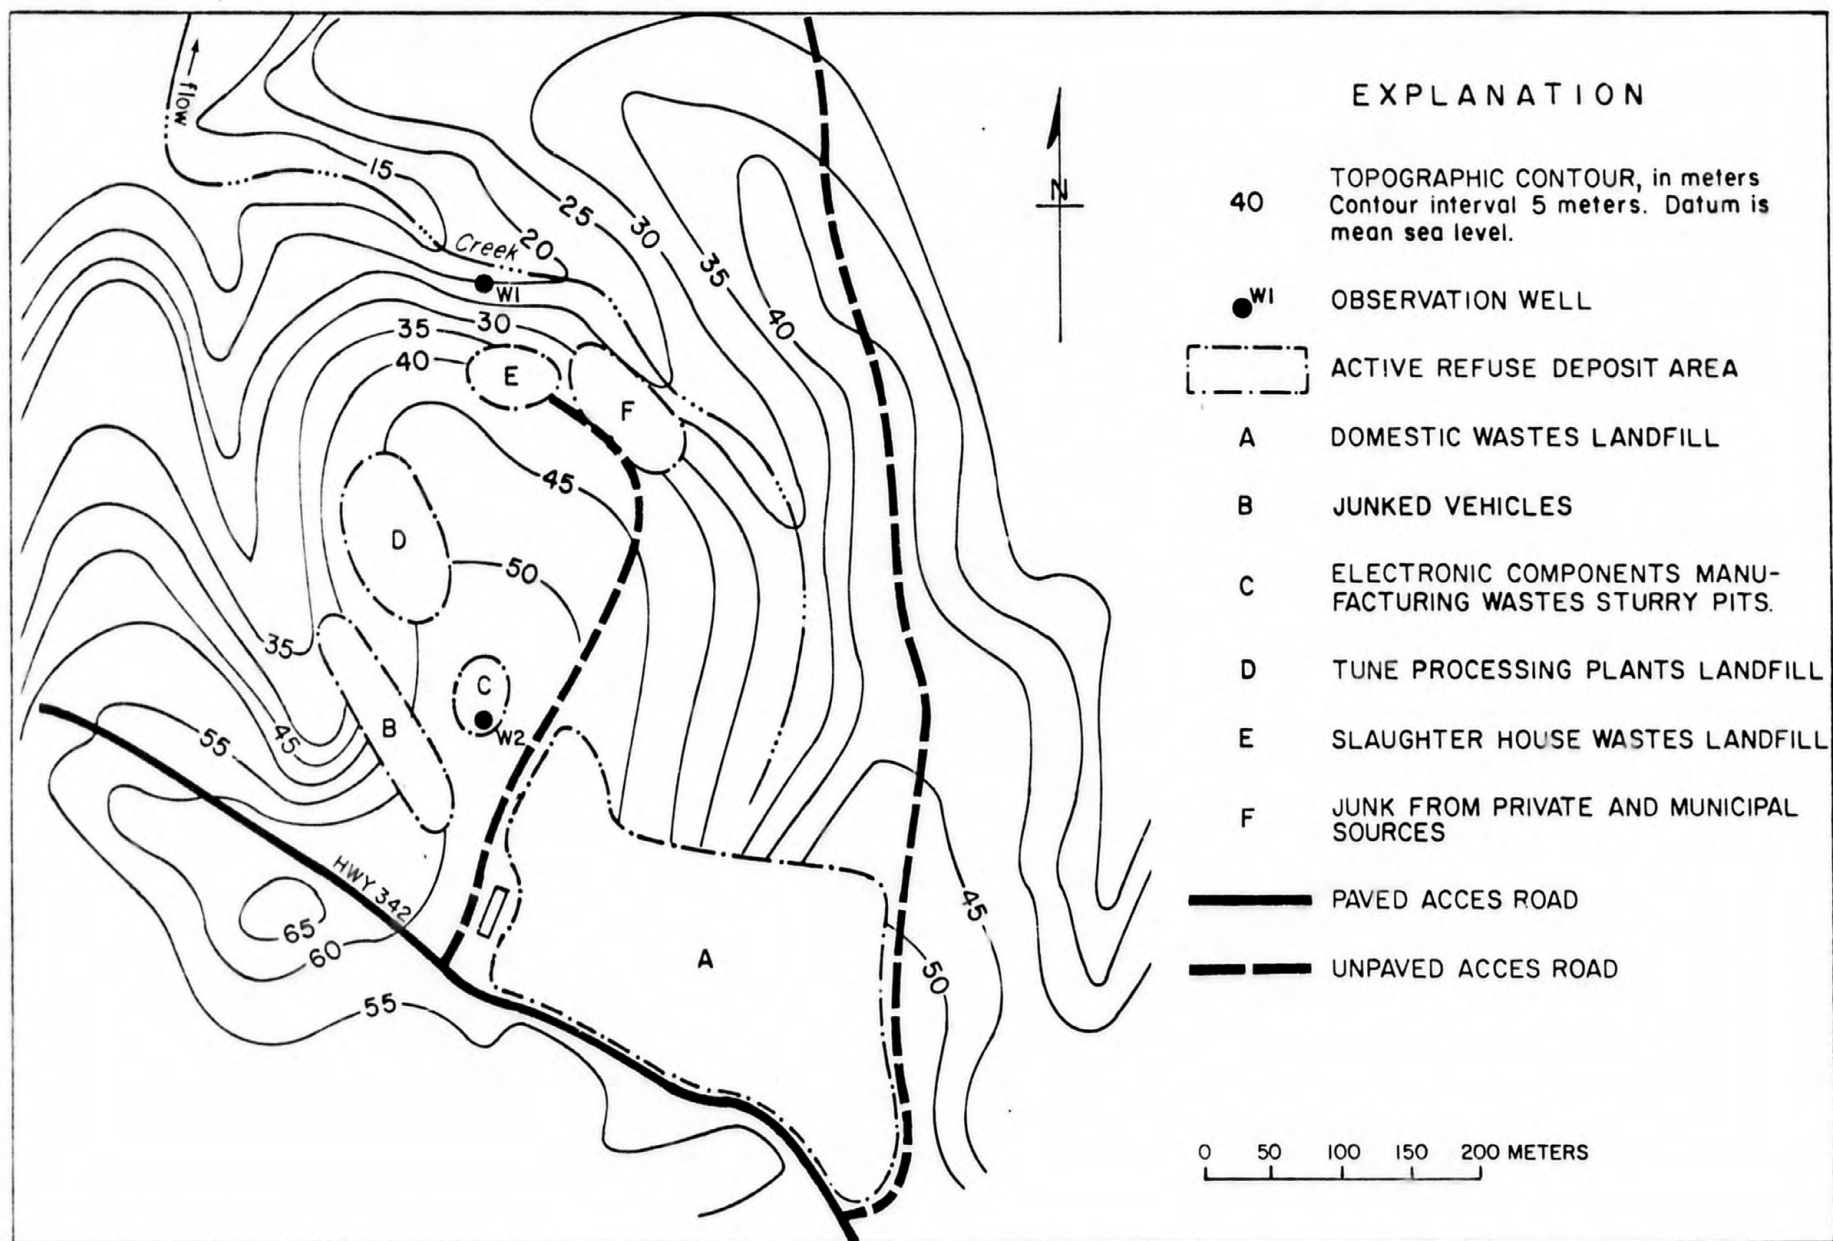 flow
15
Creek
20
25
30
35
40
W1
30
35
40
E
F
45
D
50
35
C
W2
B
45
55
HWY 342
65
60
55
A
45
50
N
EXPLANATION
40
TOPOGRAPHIC CONTOUR, in meters
Contour interval 5 meters. Datum is
mean sea level.
W1
OBSERVATION WELL
ACTIVE REFUSE DEPOSIT AREA
A
DOMESTIC WASTES LANDFILL
B
JUNKED VEHICLES
C
ELECTRONIC COMPONENTS MANU-
FACTURING WASTES STURRY PITS.
D
TUNE PROCESSING PLANTS LANDFILL
E
SLAUGHTER HOUSE WASTES LANDFILL
F
JUNK FROM PRIVATE AND MUNICIPAL
SOURCES
PAVED ACCES ROAD
UNPAVED ACCES ROAD
0 50 100 150 200 METERS